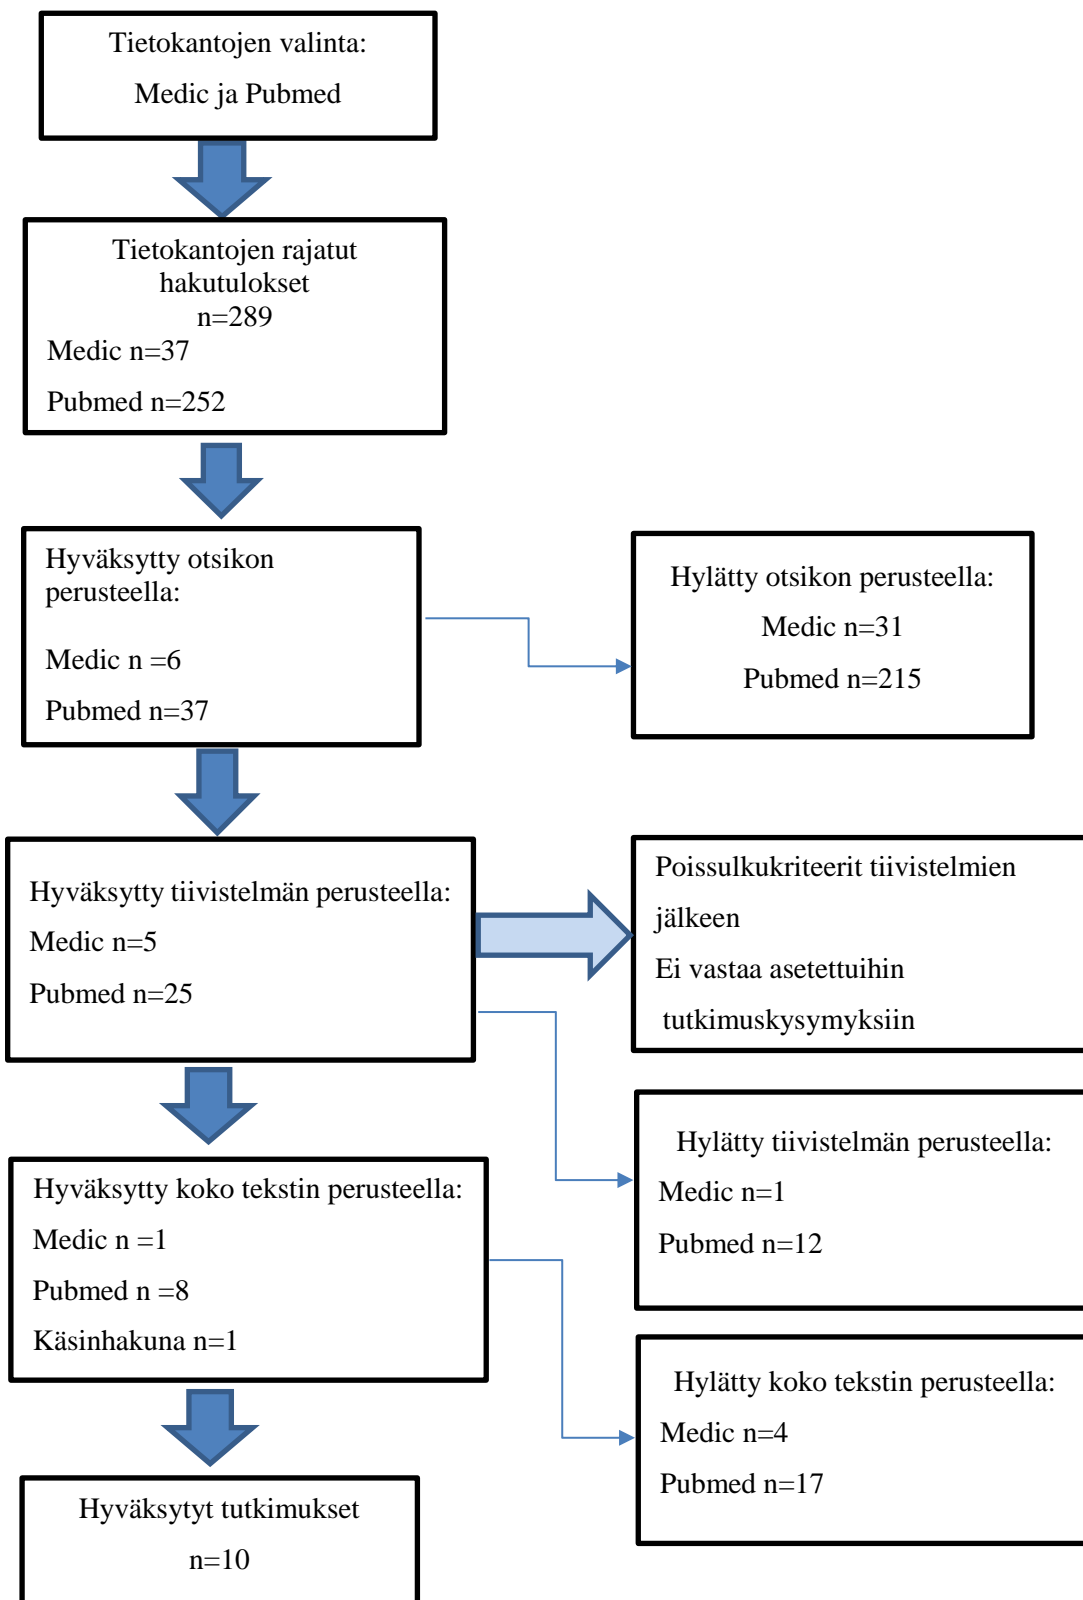 Tietokantojen valinta:
Medic ja Pubmed
Tietokantojen rajatut
hakutulokset
n=289
Medic n=37
Pubmed n=252
Hyväksytty otsikon
perusteella:
Medic n =6
Pubmed n=37
Hylätty otsikon perusteella:
Medic n=31
Pubmed n=215
Hyväksytty tiivistelmän perusteella:
Medic n=5
Pubmed n=25
Poissulkukriteerit tiivistelmien
jälkeen
Ei vastaa asetettuihin
tutkimuskysymyksiin
Hylätty tiivistelmän perusteella:
Medic n=1
Pubmed n=12
Hyväksytty koko tekstin perusteella:
Medic n =1
Pubmed n =8
Käsinhakuna n=1
Hylätty koko tekstin perusteella:
Medic n=4
Pubmed n=17
Hyväksytyt tutkimukset
n=10